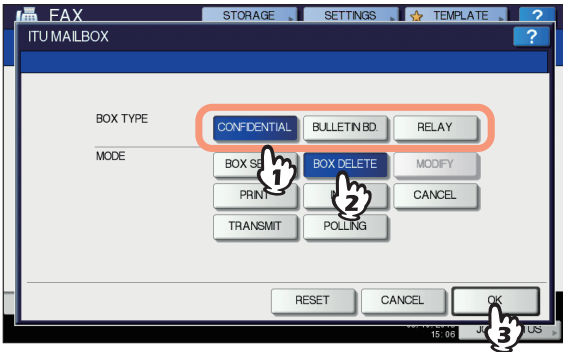 FAX STORAGE SETTINGS TEMPLATE ?
ITU MAILBOX ?
BOX TYPE CONFIDENTIAL BULLETIN BD. RELAY
1
MODE BOX BOX DELETE MODIFY
2
PRINT CANCEL
TRANSMIT POLLING
RESET CANCEL OK
3
15:06